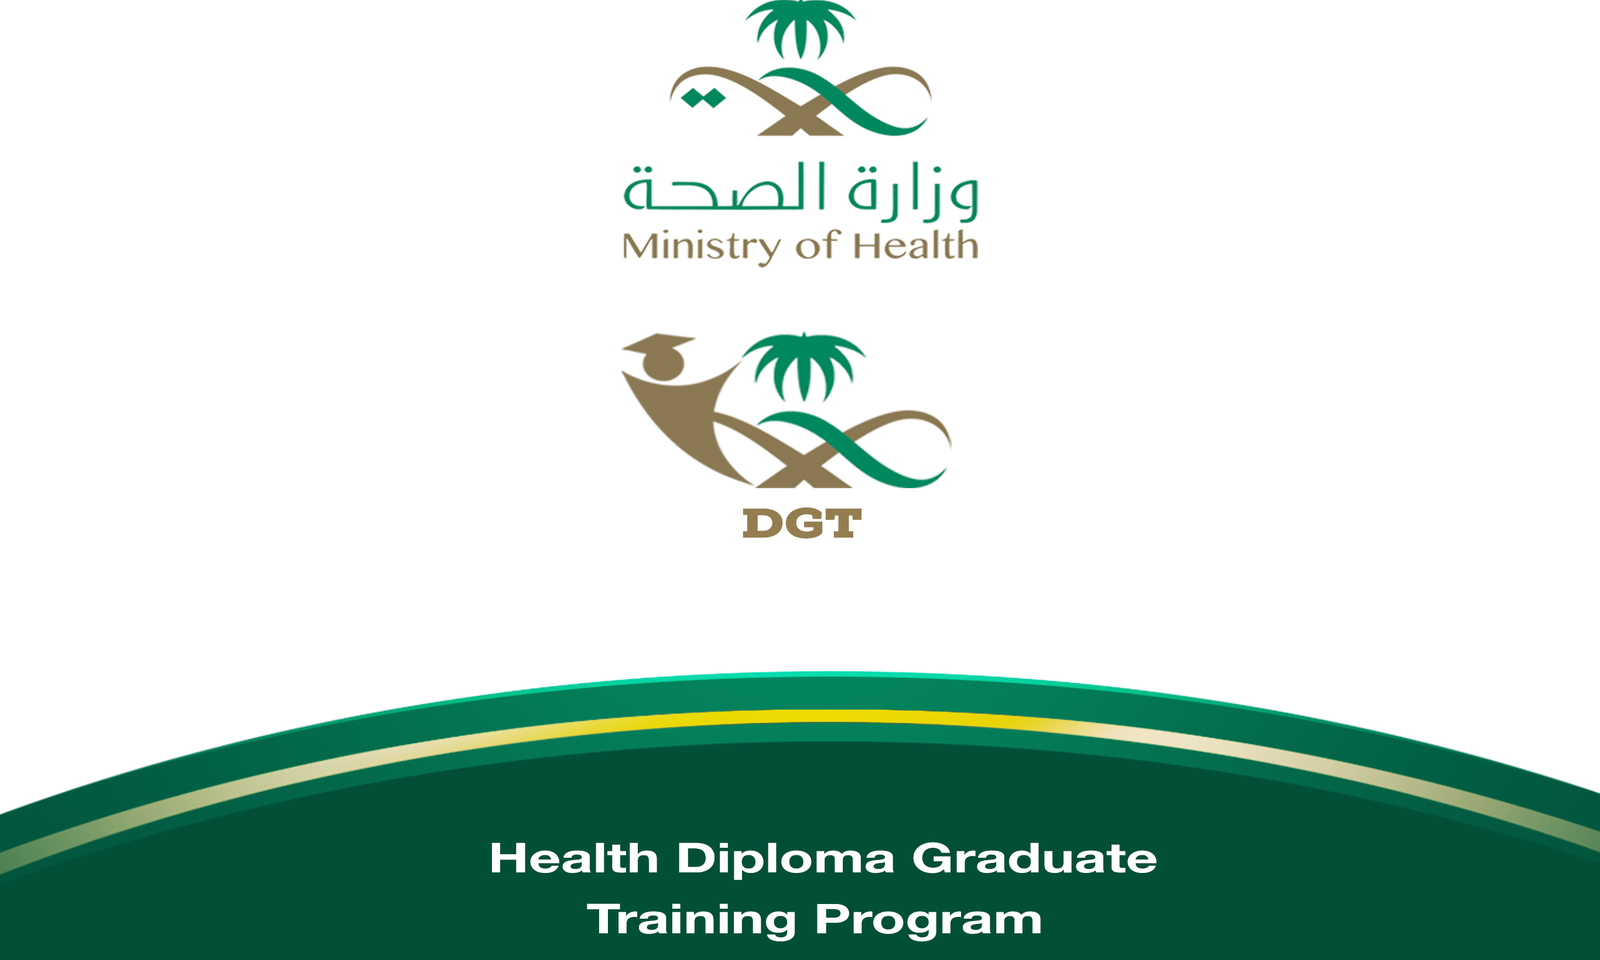 وزارة الصحة
Ministry of Health
DGT
Health Diploma Graduate
Training Program